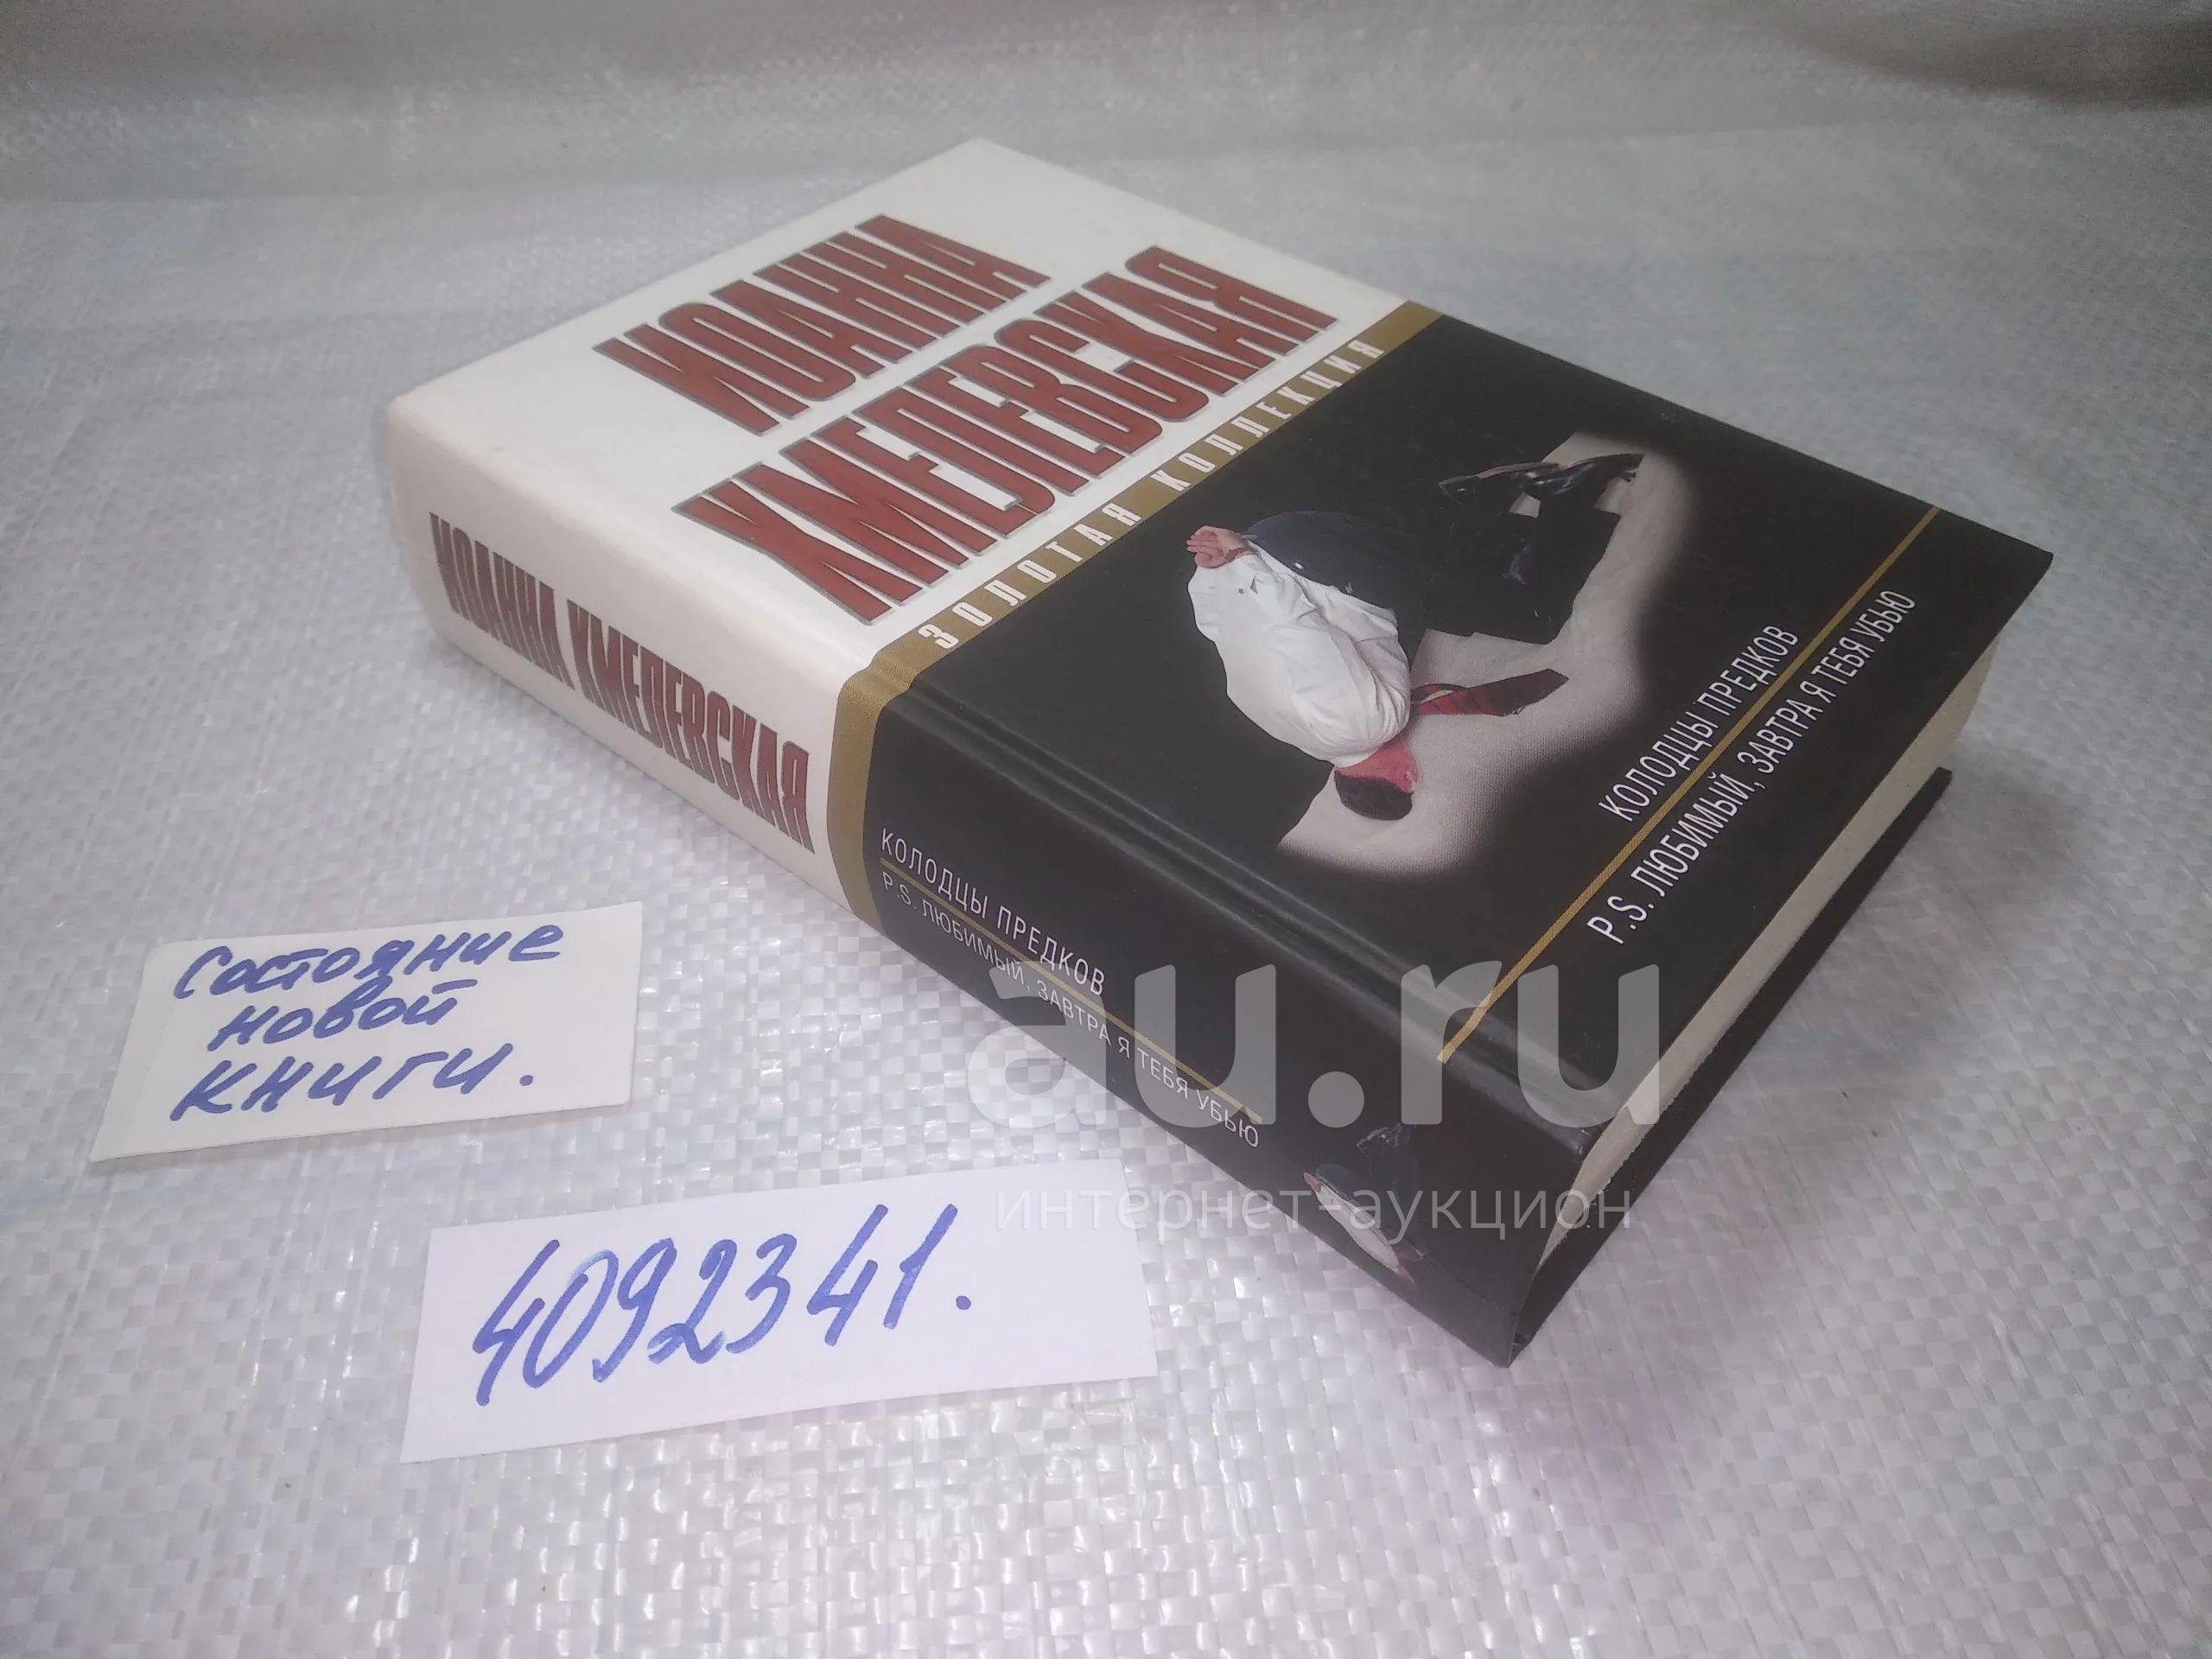 ИОАННА
ХМЕЛЕВСКАЯ
ЗОЛОТАЯ КОЛЛЕКЦИЯ
КОЛОДЦЫ ПРЕДКОВ
P.S. ЛЮБИМЫЙ, ЗАВТРА Я ТЕБЯ УБЬЮ
ИОАННА ХМЕЛЕВСКАЯ
КОЛОДЦЫ ПРЕДКОВ
P.S. ЛЮБИМЫЙ, ЗАВТРА Я ТЕБЯ УБЬЮ
Состояние
новой
книги.
4092341.
au.ru
интернет-аукцион